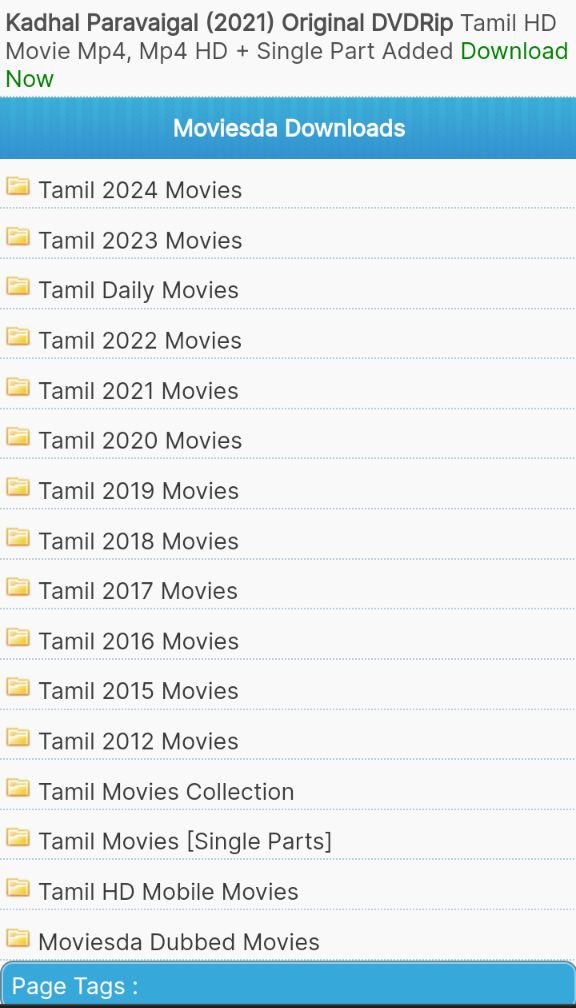 Kadhal Paravaigal (2021) Original DVDRip Tamil HD
Movie Mp4, Mp4 HD + Single Part Added Download
Now
Moviesda Downloads
Tamil 2024 Movies
Tamil 2023 Movies
Tamil Daily Movies
Tamil 2022 Movies
Tamil 2021 Movies
Tamil 2020 Movies
Tamil 2019 Movies
Tamil 2018 Movies
Tamil 2017 Movies
Tamil 2016 Movies
Tamil 2015 Movies
Tamil 2012 Movies
Tamil Movies Collection
Tamil Movies [Single Parts]
Tamil HD Mobile Movies
Moviesda Dubbed Movies
Page Tags :